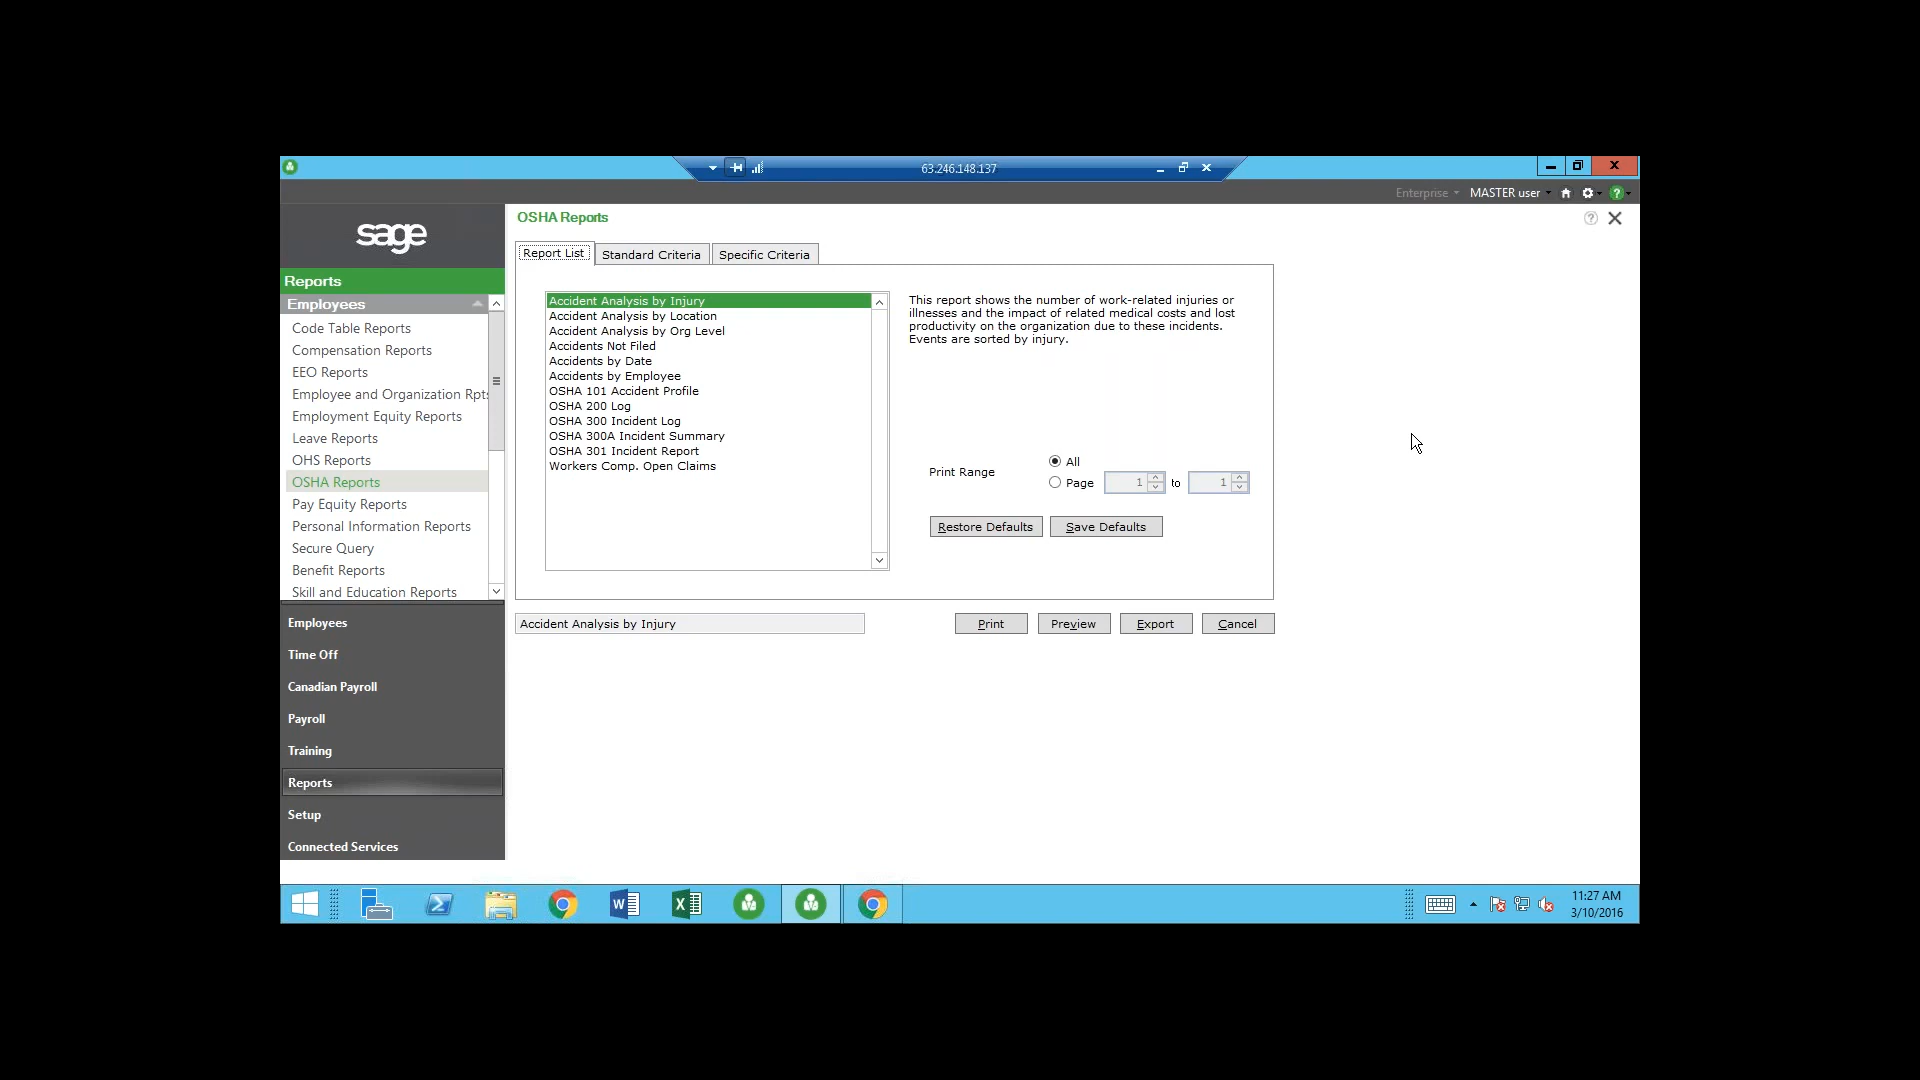 63.246.148.137
Enterprise
MASTER user
sage
OSHA Reports
Report List
Standard Criteria
Specific Criteria
Reports
Employees
Code Table Reports
Compensation Reports
EEO Reports
Employee and Organization Rpts
Employment Equity Reports
Leave Reports
OHS Reports
OSHA Reports
Pay Equity Reports
Personal Information Reports
Secure Query
Benefit Reports
Skill and Education Reports
Employees
Time Off
Canadian Payroll
Payroll
Training
Reports
Setup
Connected Services
Accident Analysis by Injury
Accident Analysis by Location
Accident Analysis by Org Level
Accidents Not Filed
Accidents by Date
Accidents by Employee
OSHA 101 Accident Profile
OSHA 200 Log
OSHA 300 Incident Log
OSHA 300A Incident Summary
OSHA 301 Incident Report
Workers Comp. Open Claims
This report shows the number of work-related injuries or
illnesses and the impact of related medical costs and lost
productivity on the organization due to these incidents.
Events are sorted by injury.
Print Range
All
Page 1 to 1
Restore Defaults
Save Defaults
Accident Analysis by Injury
Print
Preview
Export
Cancel
11:27 AM
3/10/2016